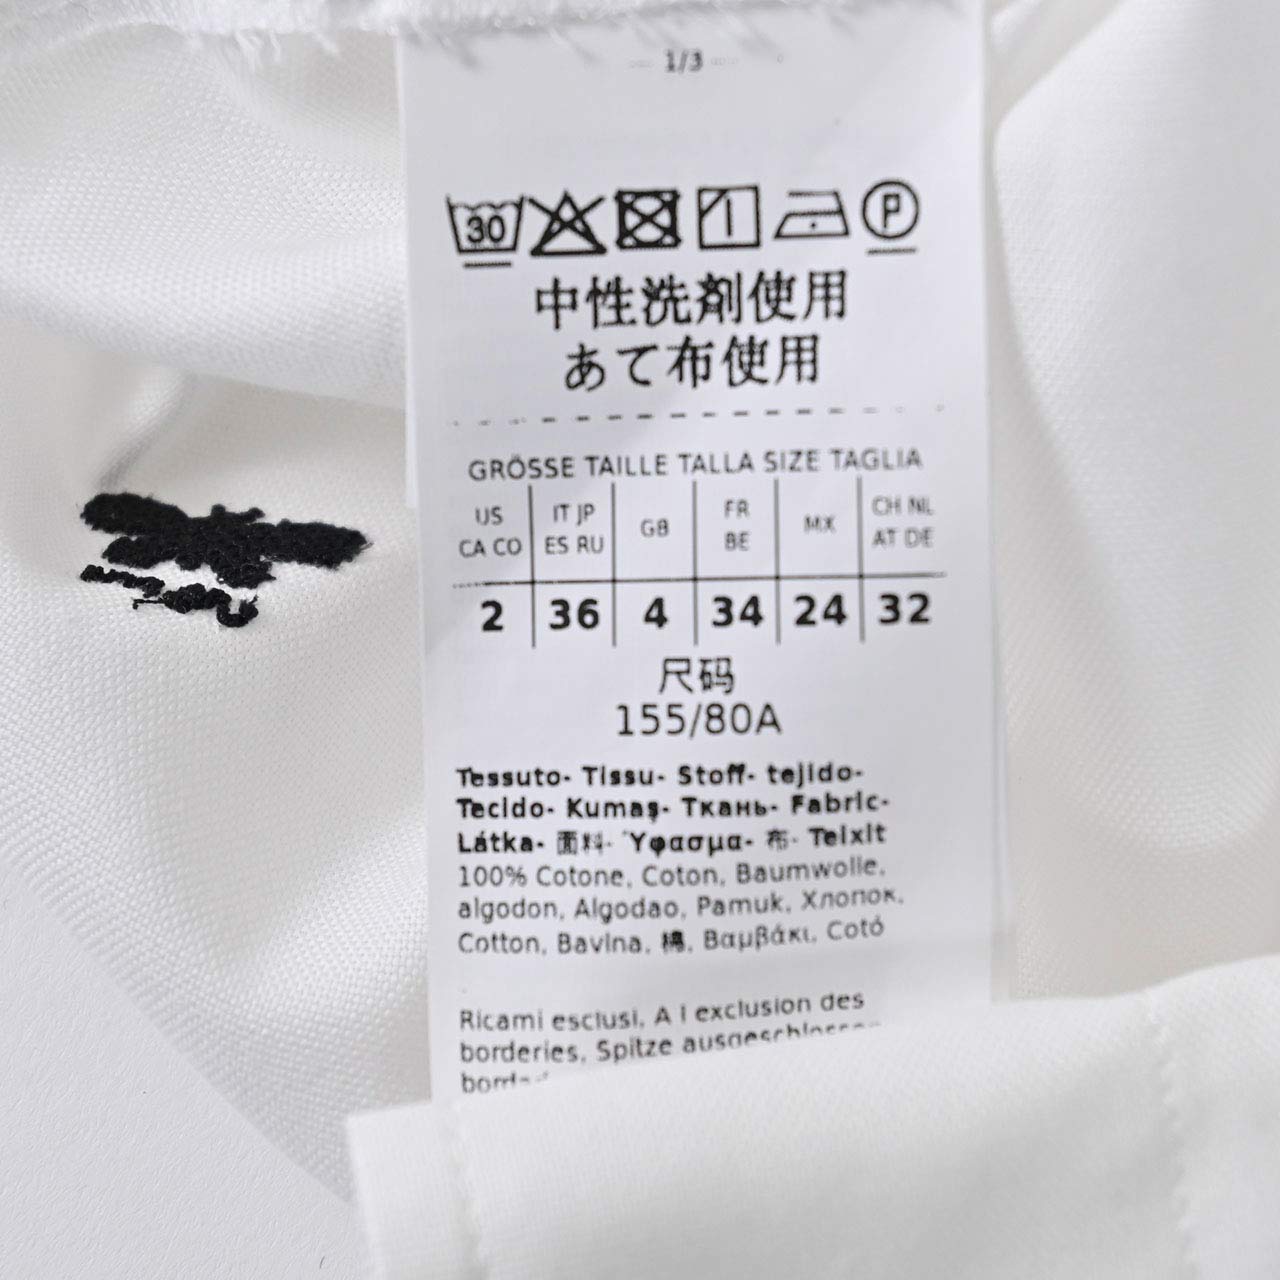 1/3
30 P
中性洗剤使用
あて布使用
GRÖSSE TAILLE TALLA SIZE TAGLIA
US CA CO IT JP ES RU GB FR BE MX CH NL AT DE
2 36 4 34 24 32
尺码
155/80A
Tessuto- Tissu- Stoff- tejido-
Tecido- Kumaş- Ткань- Fabric-
Látka- 面料- Ύφασμα- 布- Teixit
100% Cotone, Coton, Baumwolle,
algodon, Algodao, Pamuk, Хлопок,
Cotton, Bavlna, 棉, Βαμβάκι, Cotó
Ricami esclusi, A l exclusion des
borderies, Spitze ausgeschlossen